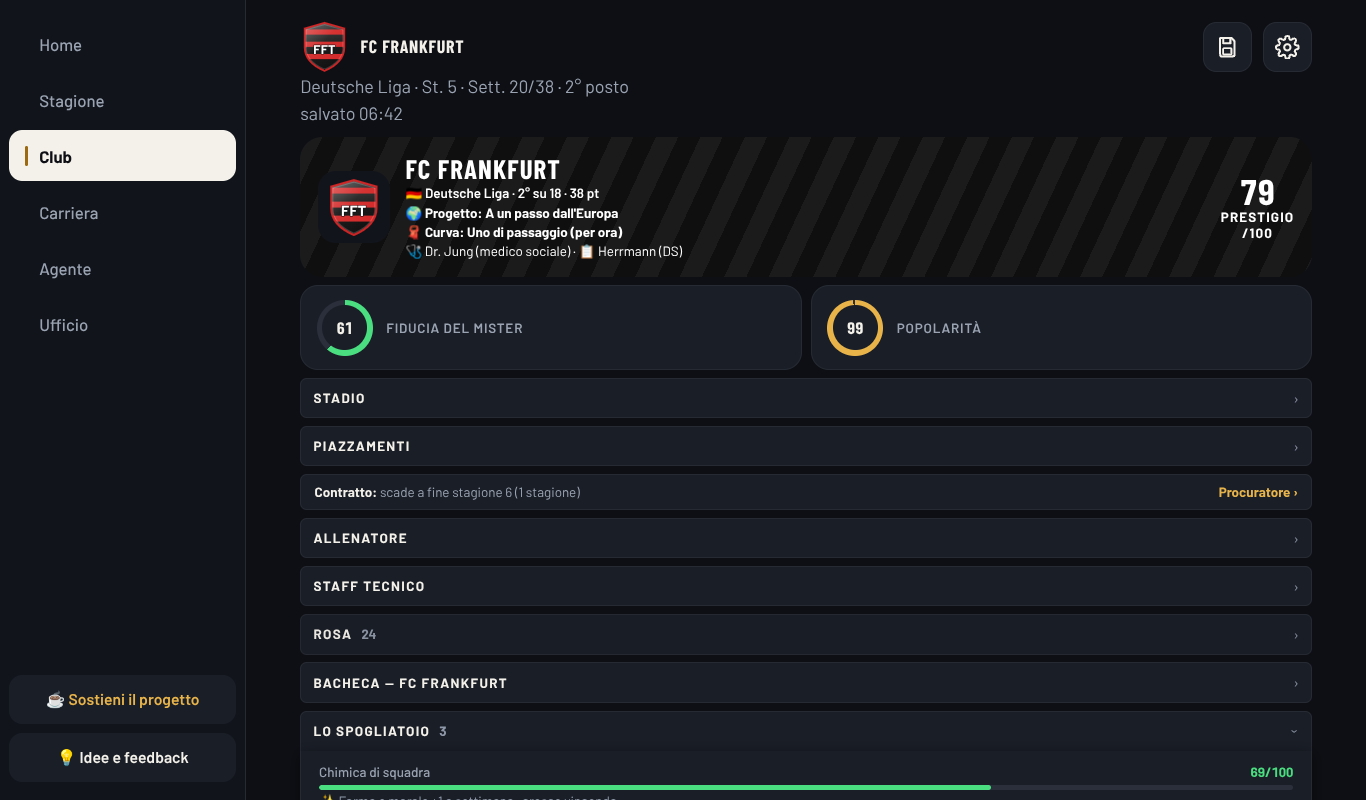 Home
Stagione
Club
Carriera
Agente
Ufficio
☕ Sostieni il progetto
💡 Idee e feedback
FFT
FC FRANKFURT
Deutsche Liga · St. 5 · Sett. 20/38 · 2° posto
salvato 06:42
FFT
FC FRANKFURT
🇩🇪 Deutsche Liga · 2° su 18 · 38 pt
🌍 Progetto: A un passo dall'Europa
🧣 Curva: Uno di passaggio (per ora)
🩺 Dr. Jung (medico sociale) · 📋 Herrmann (DS)
79
PRESTIGIO
/100
61 FIDUCIA DEL MISTER
99 POPOLARITÀ
STADIO ›
PIAZZAMENTI ›
Contratto: scade a fine stagione 6 (1 stagione) Procuratore ›
ALLENATORE ›
STAFF TECNICO ›
ROSA 24 ›
BACHECA — FC FRANKFURT ›
LO SPOGLIATOIO 3 ›
Chimica di squadra 69/100